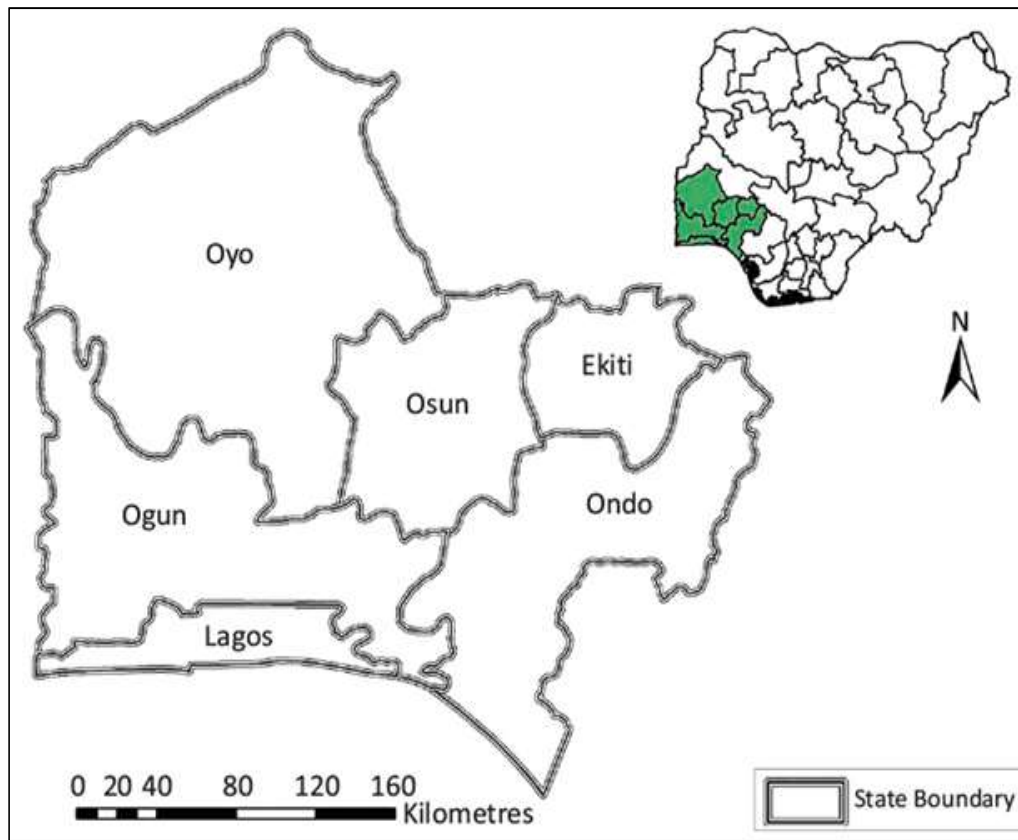 N
Oyo
Ekiti
Osun
Ondo
Ogun
Lagos
0 20 40 80 120 160
Kilometres
State Boundary